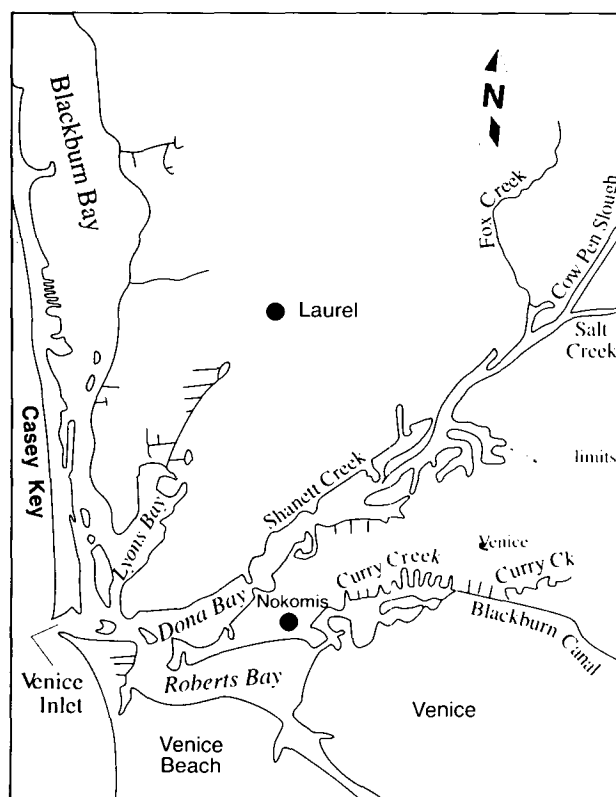 N
Blackburn Bay
Fox Creek
Cow Pen Slough
Laurel
Salt
Creek
Casey Key
Shanett Creek
limits
Lyons Bay
Venice
Curry Creek
Curry Ck
Nokomis
Dona Bay
Blackburn Canal
Venice
Inlet
Roberts Bay
Venice
Venice
Beach